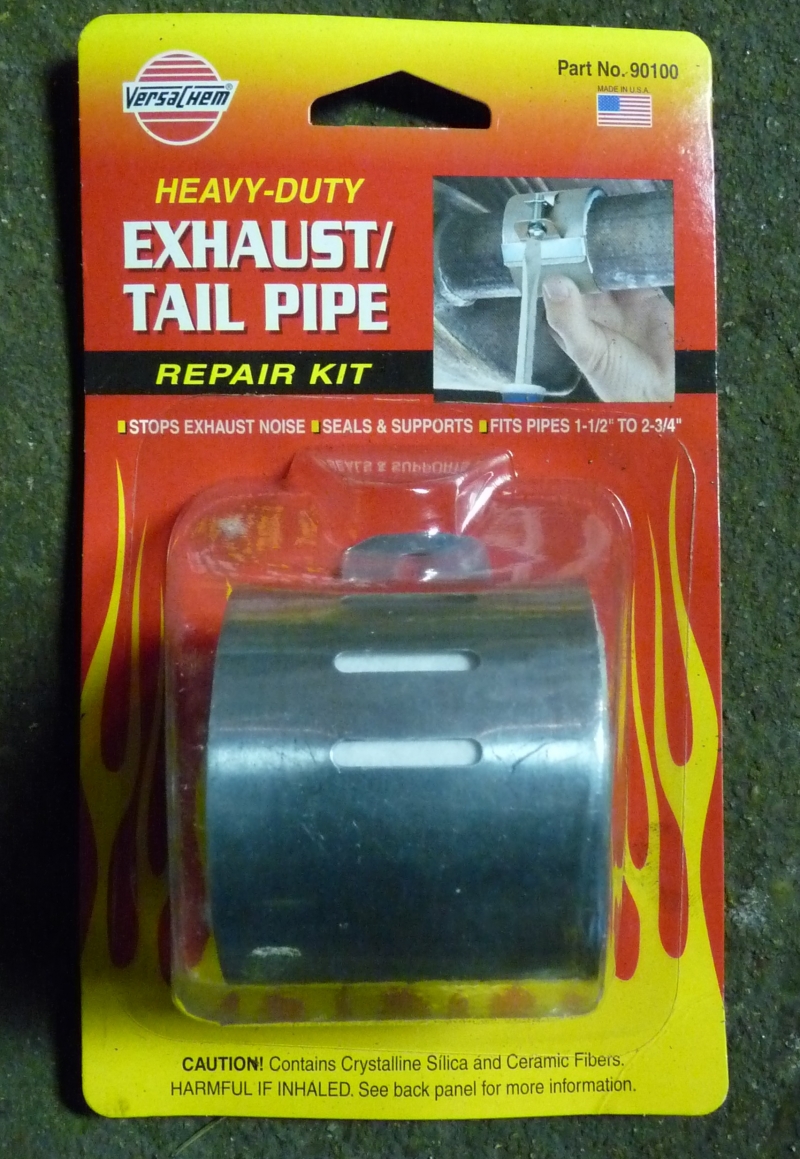 VERSACHEM®
Part No. 90100
MADE IN U.S.A.
HEAVY-DUTY
EXHAUST/
TAIL PIPE
REPAIR KIT
STOPS EXHAUST NOISE SEALS & SUPPORTS FITS PIPES 1-1/2" TO 2-3/4"
SEALS & SUPPORTS
CAUTION! Contains Crystalline Silica and Ceramic Fibers.
HARMFUL IF INHALED. See back panel for more information.